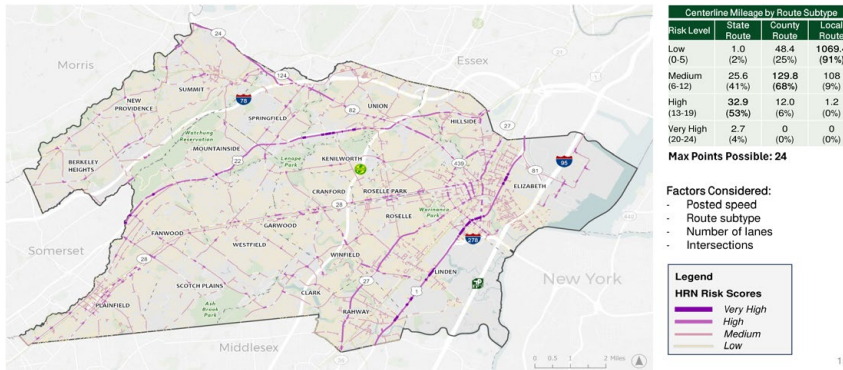 24
Morris
Essex
124
SUMMIT
78
82
UNION
NEW
PROVIDENCE
SPRINGFIELD
HILLSIDE
27
Watchung
Reservation
MOUNTAINSIDE
22
Lenape
Park
KENILWORTH
439
81
95
BERKELEY
HEIGHTS
CRANFORD
ROSELLE PARK
ELIZABETH
28
Warinanco
Park
ROSELLE
GARWOOD
FANWOOD
WESTFIELD
278
Somerset
28
WINFIELD
LINDEN
New York
SCOTCH PLAINS
CLARK
27
1
PLAINFIELD
Ash
Brook
Park
RAHWAY
Middlesex
0 0.5 1 2 Miles
Centerline Mileage by Route Subtype
Risk Level State Route County Route Local Route
Low (0-5) 1.0 (2%) 48.4 (25%) 1069.4 (91%)
Medium (6-12) 25.6 (41%) 129.8 (68%) 108 (9%)
High (13-19) 32.9 (53%) 12.0 (6%) 1.2 (0%)
Very High (20-24) 2.7 (4%) 0 (0%) 0 (0%)
Max Points Possible: 24
Factors Considered:
- Posted speed
- Route subtype
- Number of lanes
- Intersections
Legend
HRN Risk Scores
Very High
High
Medium
Low